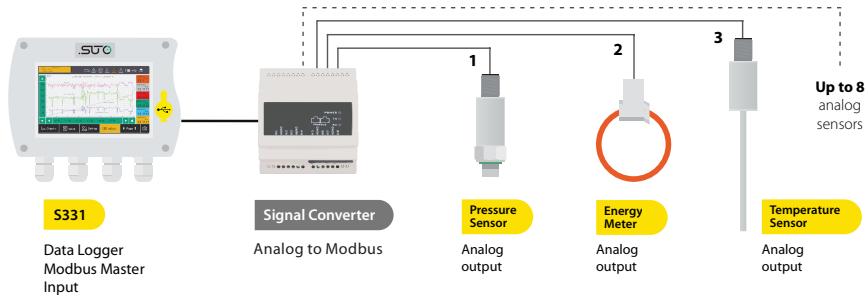 .SUTO
1
2
3
Up to 8
analog
sensors
POWER
S331
Data Logger
Modbus Master
Input
Signal Converter
Analog to Modbus
Pressure
Sensor
Analog
output
Energy
Meter
Analog
output
Temperature
Sensor
Analog
output